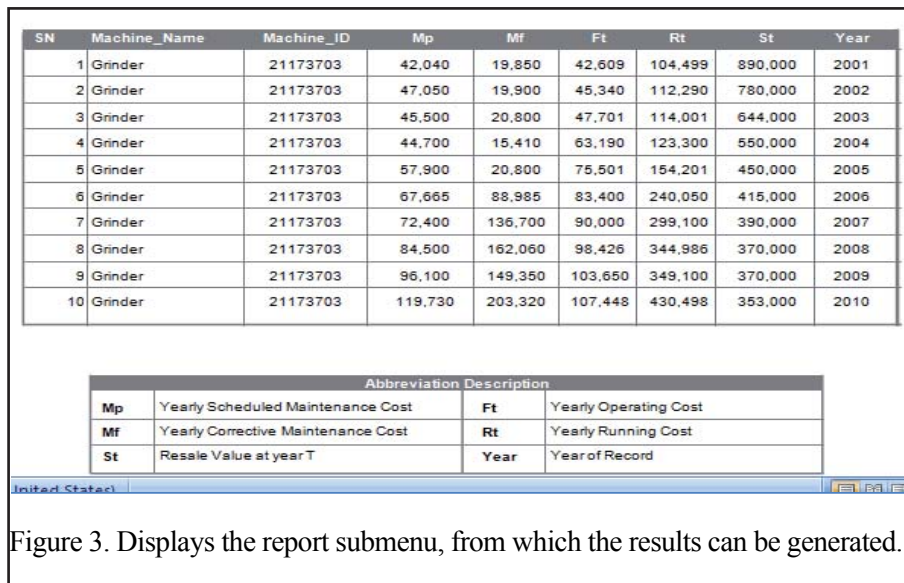 SN Machine_Name Machine_ID Mp Mf Ft Rt St Year
1 Grinder 21173703 42,040 19,850 42,609 104,499 890,000 2001
2 Grinder 21173703 47,050 19,900 45,340 112,290 780,000 2002
3 Grinder 21173703 45,500 20,800 47,701 114,001 644,000 2003
4 Grinder 21173703 44,700 15,410 63,190 123,300 550,000 2004
5 Grinder 21173703 57,900 20,800 75,501 154,201 450,000 2005
6 Grinder 21173703 67,665 88,985 83,400 240,050 415,000 2006
7 Grinder 21173703 72,400 136,700 90,000 299,100 390,000 2007
8 Grinder 21173703 84,500 162,060 98,426 344,986 370,000 2008
9 Grinder 21173703 96,100 149,350 103,650 349,100 370,000 2009
10 Grinder 21173703 119,730 203,320 107,448 430,498 353,000 2010
Abbreviation Description
Mp Yearly Scheduled Maintenance Cost Ft Yearly Operating Cost
Mf Yearly Corrective Maintenance Cost Rt Yearly Running Cost
St Resale Value at year T Year Year of Record
States)
Figure 3. Displays the report submenu, from which the results can be generated.